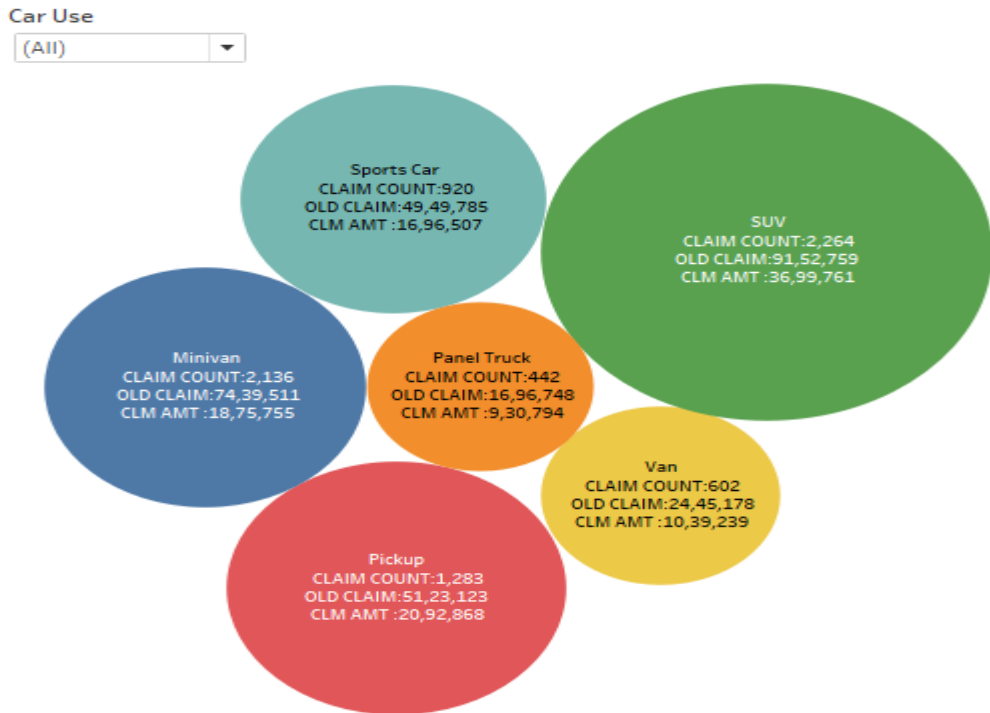 Car Use
(All)
Sports Car
CLAIM COUNT:920
OLD CLAIM:49,49,785
CLM AMT :16,96,507
SUV
CLAIM COUNT:2,264
OLD CLAIM:91,52,759
CLM AMT :36,99,761
Minivan
CLAIM COUNT:2,136
OLD CLAIM:74,39,511
CLM AMT :18,75,755
Panel Truck
CLAIM COUNT:442
OLD CLAIM:16,96,748
CLM AMT :9,30,794
Van
CLAIM COUNT:602
OLD CLAIM:24,45,178
CLM AMT :10,39,239
Pickup
CLAIM COUNT:1,283
OLD CLAIM:51,23,123
CLM AMT :20,92,868